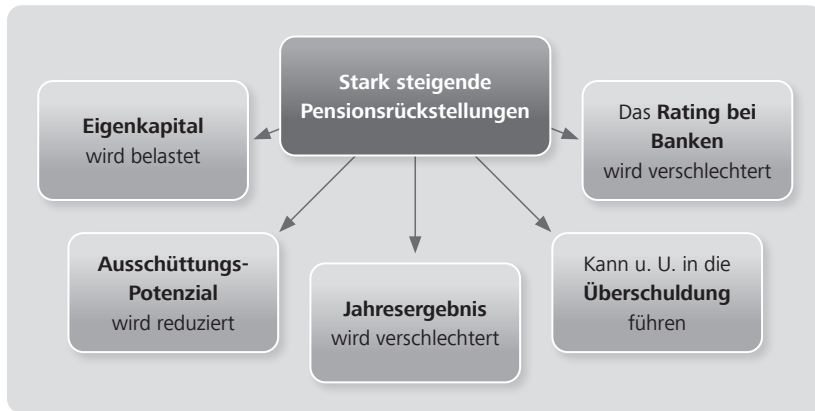 Stark steigende
Pensionsrückstellungen
Eigenkapital
wird belastet
Das Rating bei
Banken
wird verschlechtert
Ausschüttungs-
Potenzial
wird reduziert
Jahresergebnis
wird verschlechtert
Kann u. U. in die
Überschuldung
führen